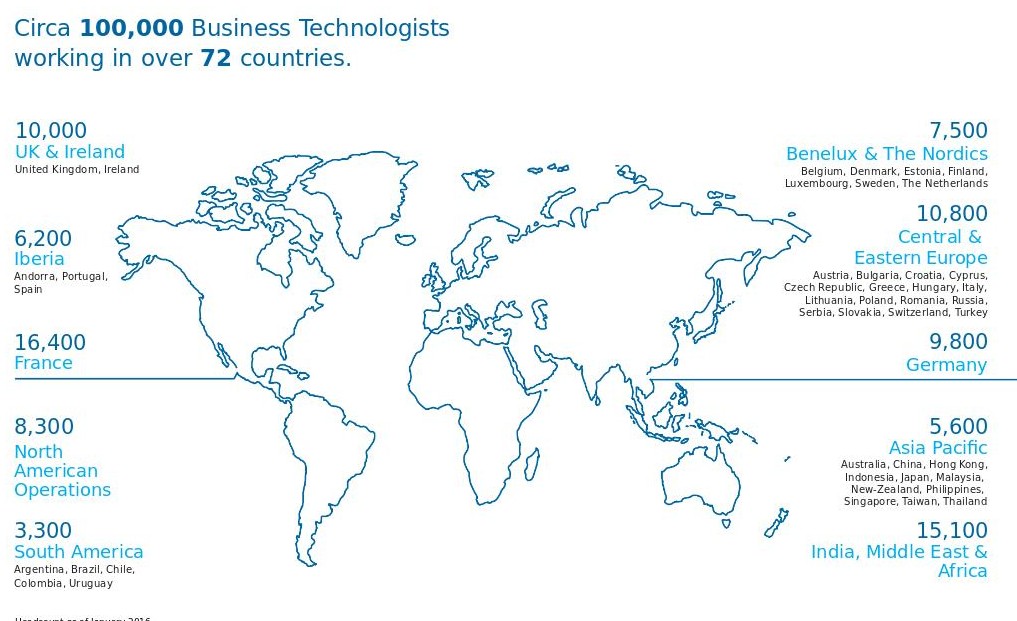 Circa 100,000 Business Technologists
working in over 72 countries.
10,000
UK & Ireland
United Kingdom, Ireland
6,200
Iberia
Andorra, Portugal,
Spain
16,400
France
8,300
North
American
Operations
3,300
South America
Argentina, Brazil, Chile,
Colombia, Uruguay
7,500
Benelux & The Nordics
Belgium, Denmark, Estonia, Finland,
Luxembourg, Sweden, The Netherlands
10,800
Central &
Eastern Europe
Austria, Bulgaria, Croatia, Cyprus,
Czech Republic, Greece, Hungary, Italy,
Lithuania, Poland, Romania, Russia,
Serbia, Slovakia, Switzerland, Turkey
9,800
Germany
5,600
Asia Pacific
Australia, China, Hong Kong,
Indonesia, Japan, Malaysia,
New-Zealand, Philippines,
Singapore, Taiwan, Thailand
15,100
India, Middle East &
Africa
Headcount as of January 2016